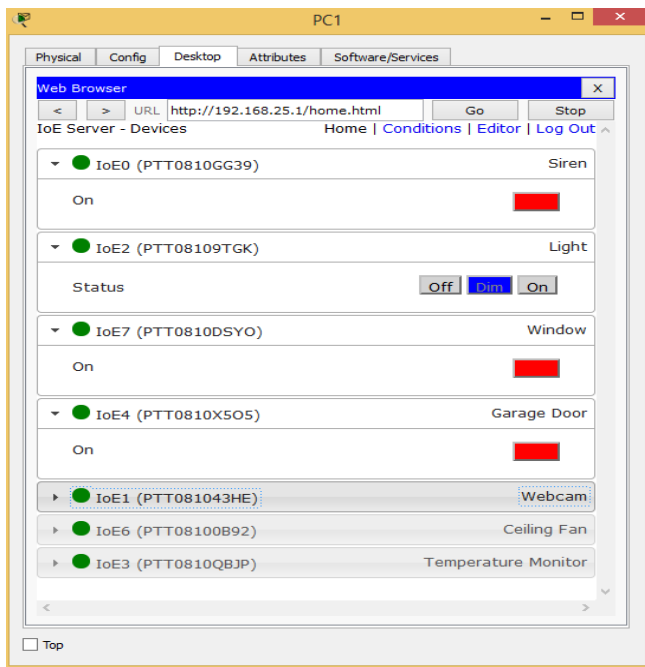 PC1
Physical Config Desktop Attributes Software/Services
Web Browser X
< > URL http://192.168.25.1/home.html Go Stop
IoE Server - Devices Home | Conditions | Editor | Log Out
IoE0 (PTT0810GG39) Siren
On
IoE2 (PTT08109TGK) Light
Status Off Dim On
IoE7 (PTT0810DSYO) Window
On
IoE4 (PTT0810X5O5) Garage Door
On
IoE1 (PTT081043HE) Webcam
IoE6 (PTT08100B92) Ceiling Fan
IoE3 (PTT0810QBJP) Temperature Monitor
Top